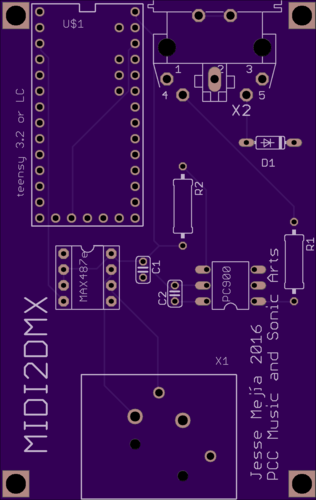 U$1
teensy 3.2 or LC
1 2 3
4 5
X2
D1
R2
R1
MAX487e
C1
C2
PC900
X1
MIDI2DMX
Jesse Mejía 2016
PCC Music and Sonic Arts